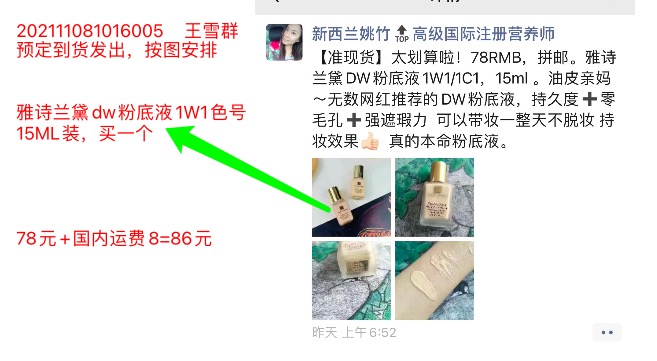 202111081016005 王雪群
预定到货发出，按图安排
雅诗兰黛dw粉底液1W1色号
15ML装，买一个
78元+国内运费8=86元
新西兰姚竹🔝高级国际注册营养师
【准现货】太划算啦！78RMB，拼邮。雅诗
兰黛DW粉底液1W1/1C1，15ml 。油皮亲妈
～无数网红推荐的DW粉底液，持久度➕零
毛孔➕强遮瑕力 可以带妆一整天不脱妆 持
妆效果👍🏻 真的本命粉底液。
昨天 上午6:52